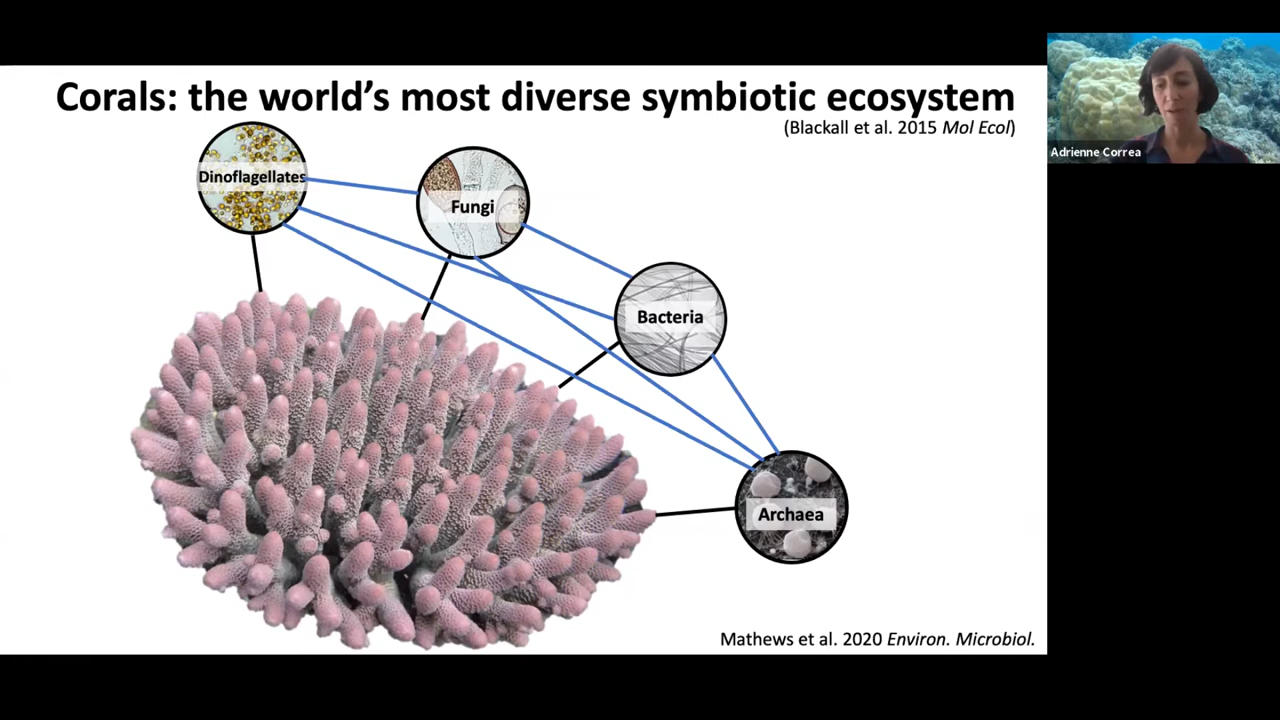 Corals: the world’s most diverse symbiotic ecosystem
(Blackall et al. 2015 Mol Ecol)
Adrienne Correa
Dinoflagellates
Fungi
Bacteria
Archaea
Mathews et al. 2020 Environ. Microbiol.